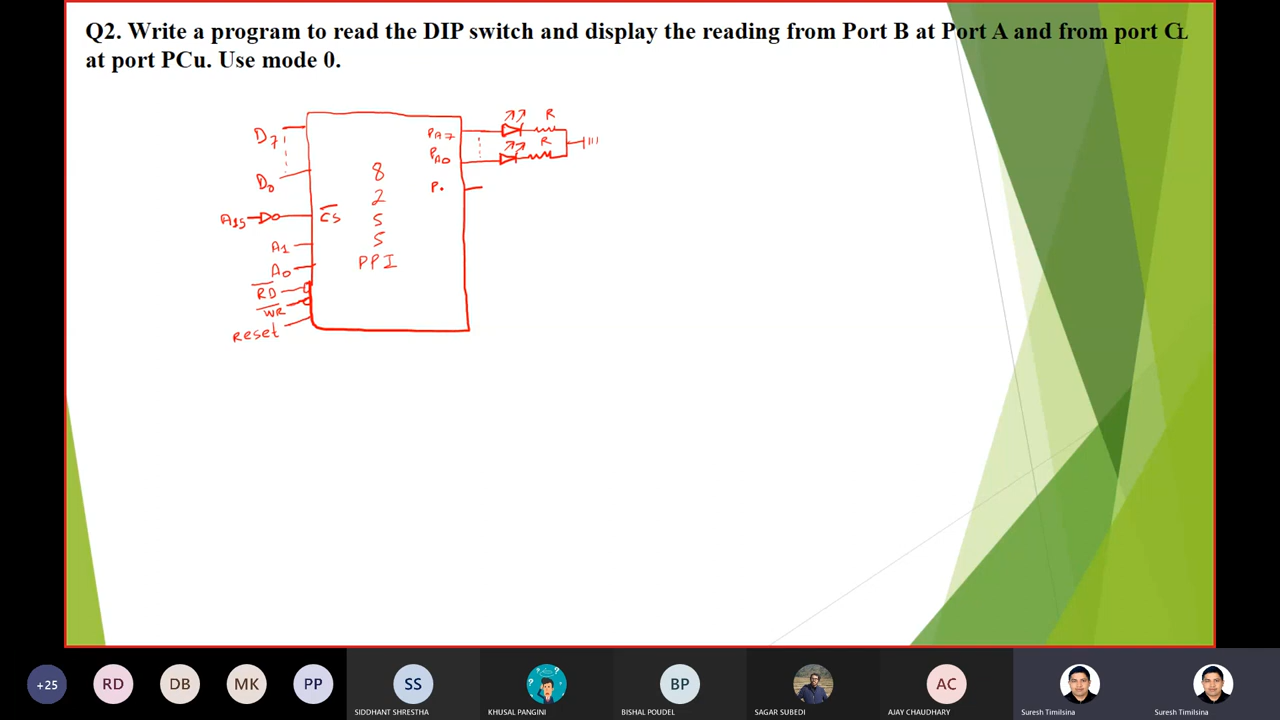 Q2. Write a program to read the DIP switch and display the reading from Port B at Port A and from port CL
at port PCu. Use mode 0.
D7
D0
A15
CS
A1
A0
RD
WR
Reset
8
2
5
5
PPI
PA7
PA0
P.
R
R
+25
RD
DB
MK
PP
SS
SIDDHANT SHRESTHA
KHUSAL PANGINI
BP
BISHAL POUDEL
SAGAR SUBEDI
AC
AJAY CHAUDHARY
Suresh Timilsina
Suresh Timilsina